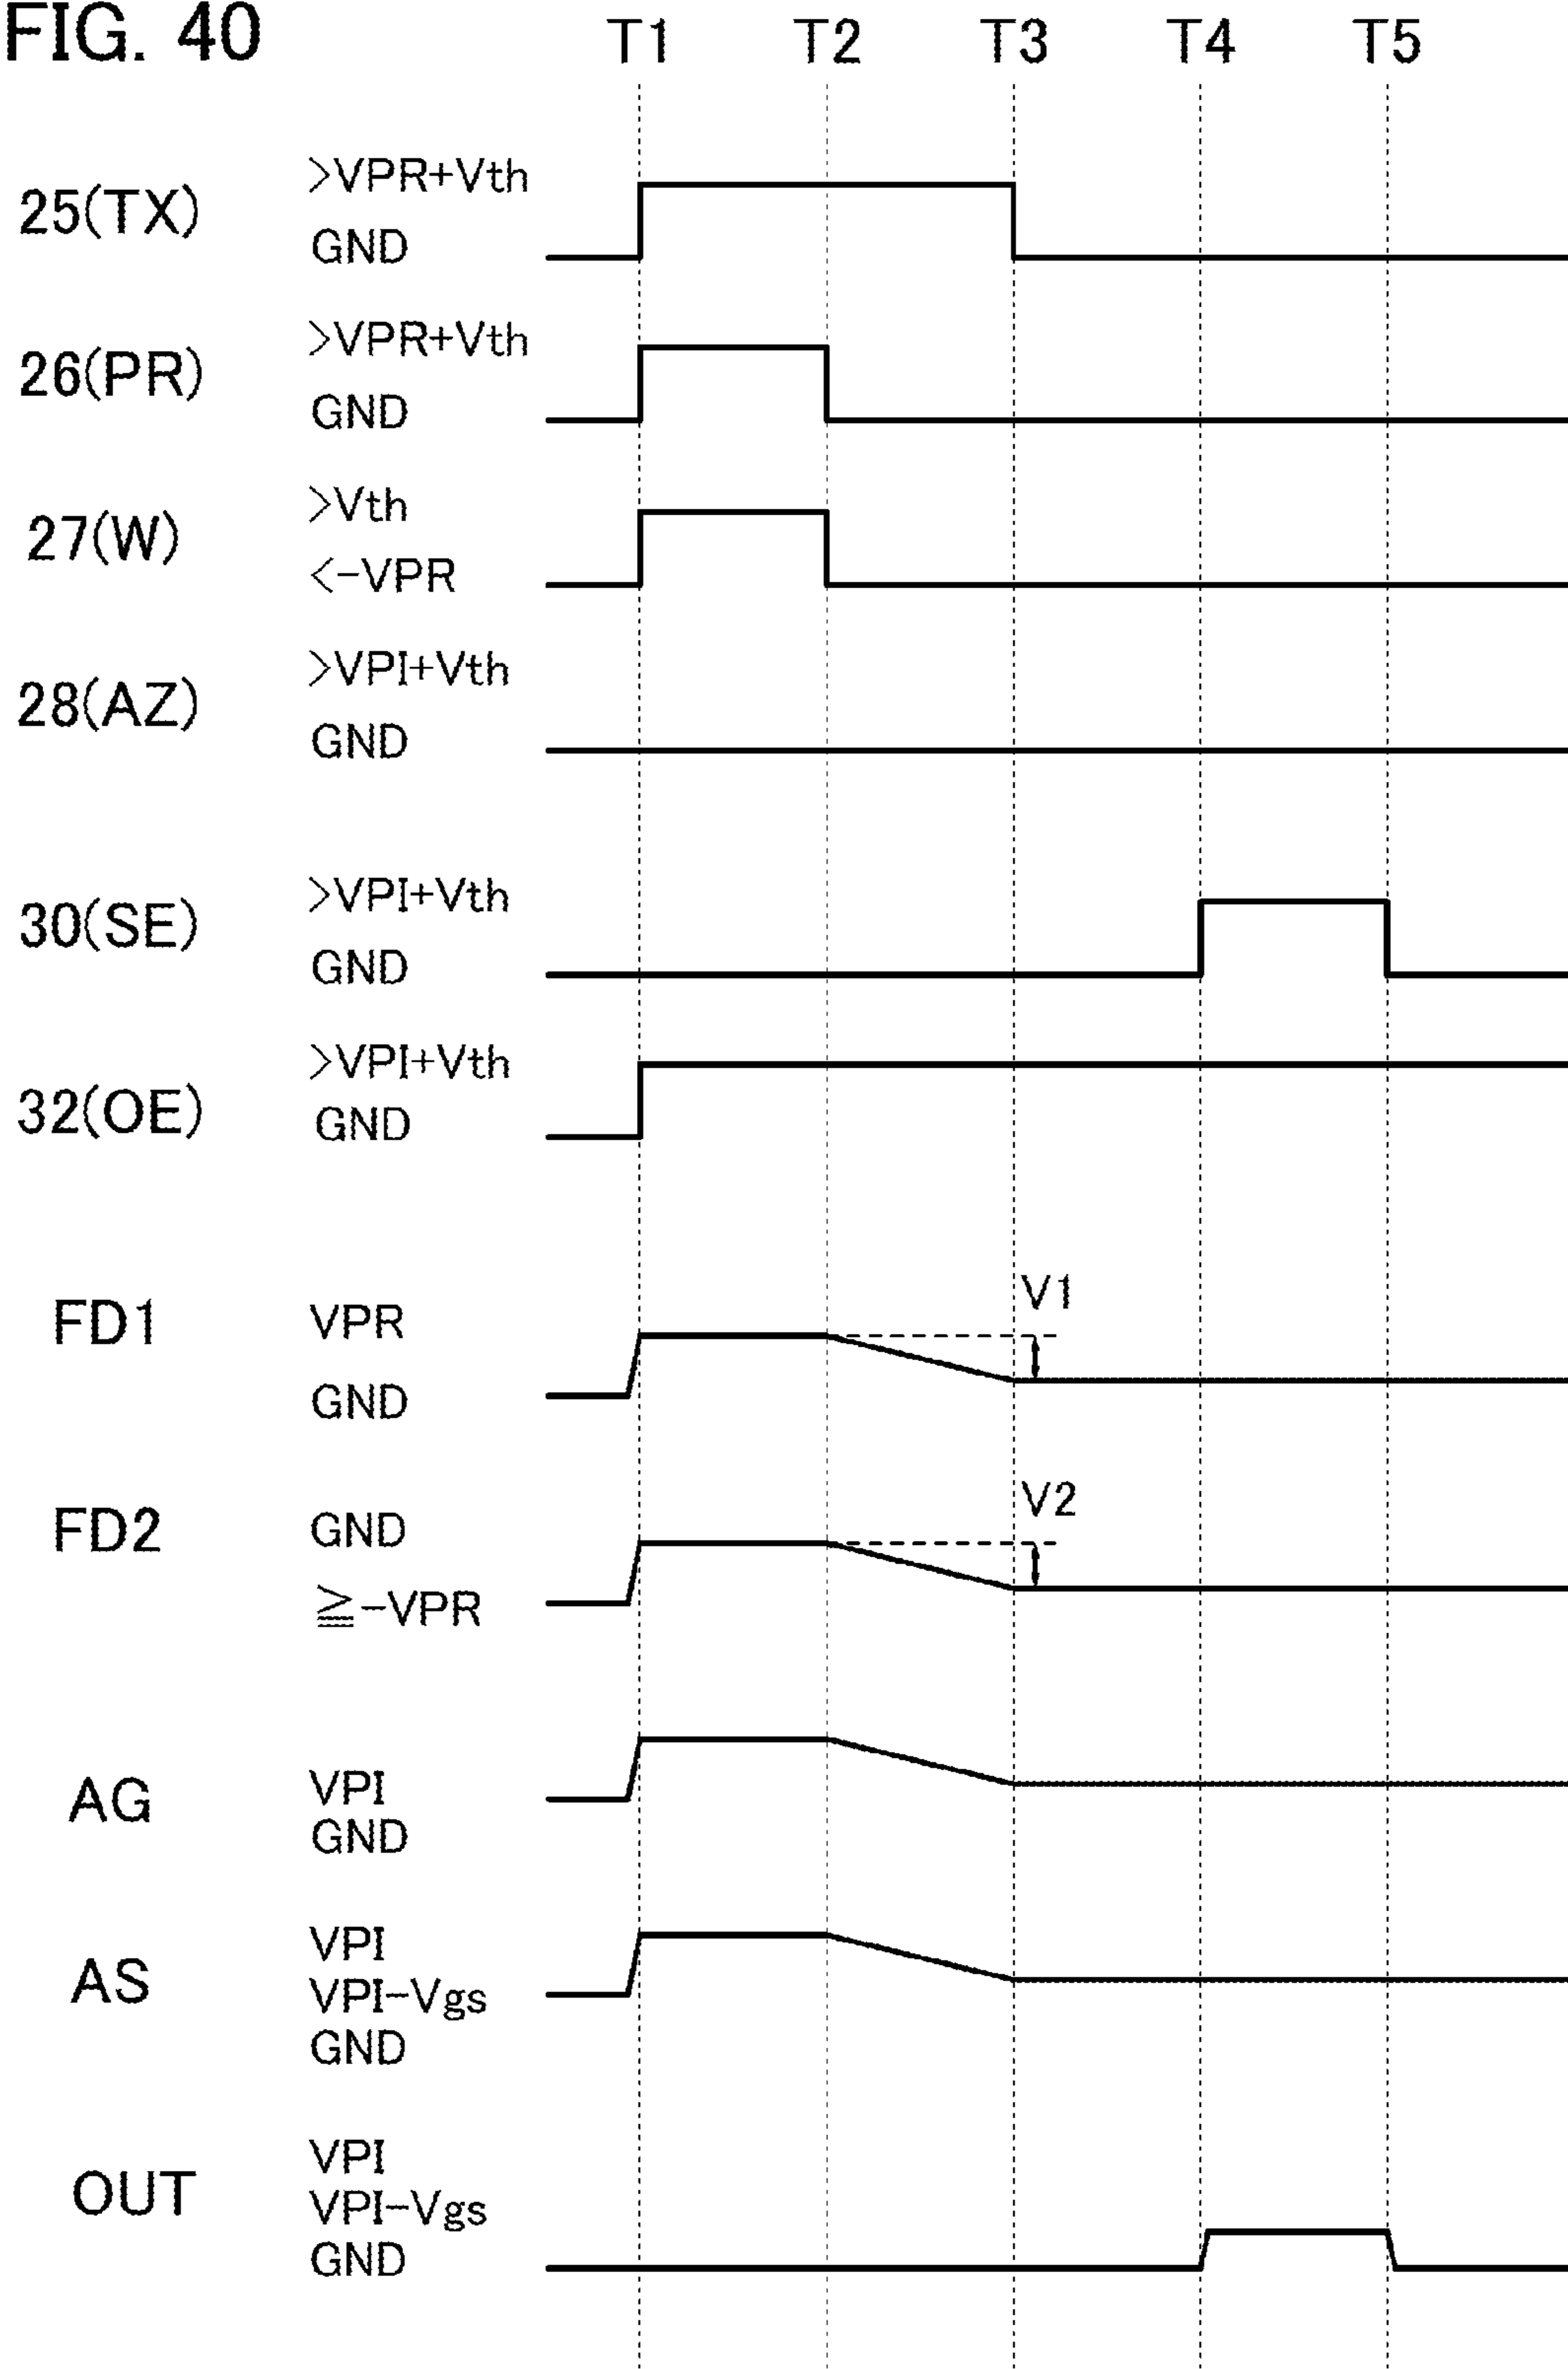 FIG. 40
T1 T2 T3 T4 T5
25(TX)
>VPR+Vth
GND
26(PR)
>VPR+Vth
GND
27(W)
>Vth
<-VPR
28(AZ)
>VPI+Vth
GND
30(SE)
>VPI+Vth
GND
32(OE)
>VPI+Vth
GND
FD1
VPR
GND
V1
FD2
GND
≧-VPR
V2
AG
VPI
GND
AS
VPI
VPI-Vgs
GND
OUT
VPI
VPI-Vgs
GND